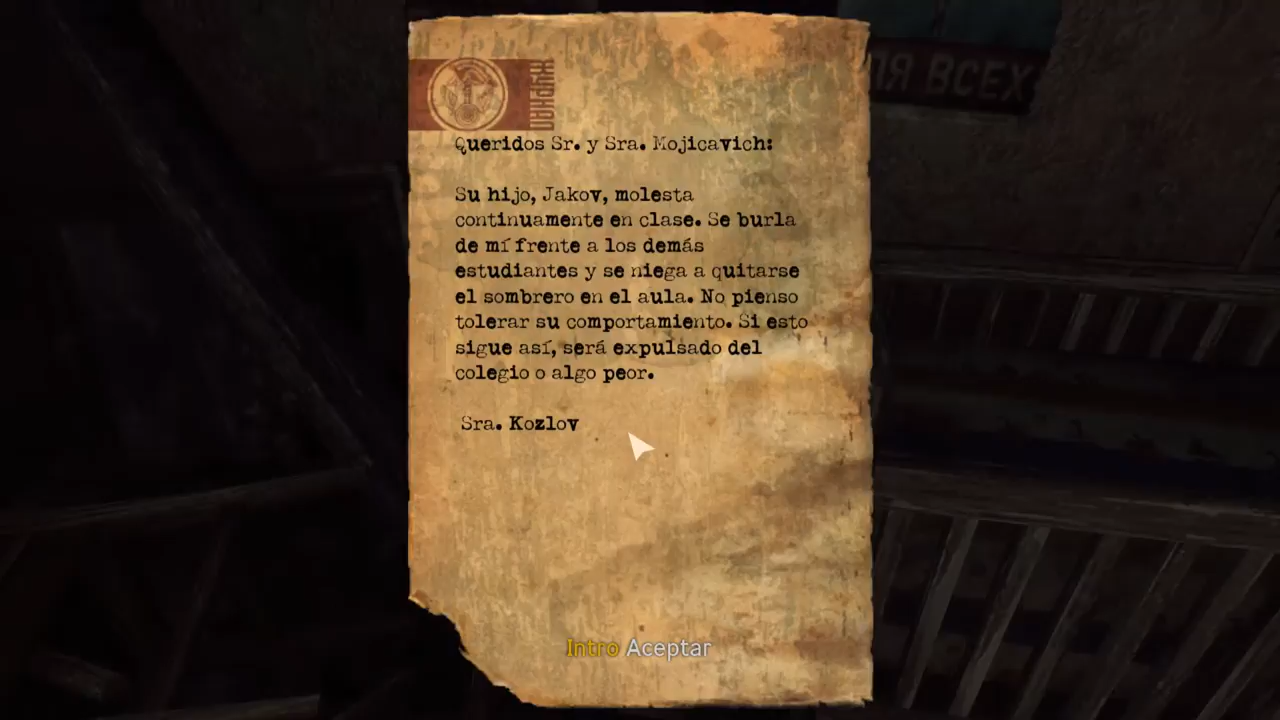 ЛЯ ВСЕХ
Queridos Sr. y Sra. Mojicavich:
Su hijo, Jakov, molesta
continuamente en clase. Se burla
de mí frente a los demás
estudiantes y se niega a quitarse
el sombrero en el aula. No pienso
tolerar su comportamiento. Si esto
sigue así, será expulsado del
colegio o algo peor.
Sra. Kozlov
Intro Aceptar